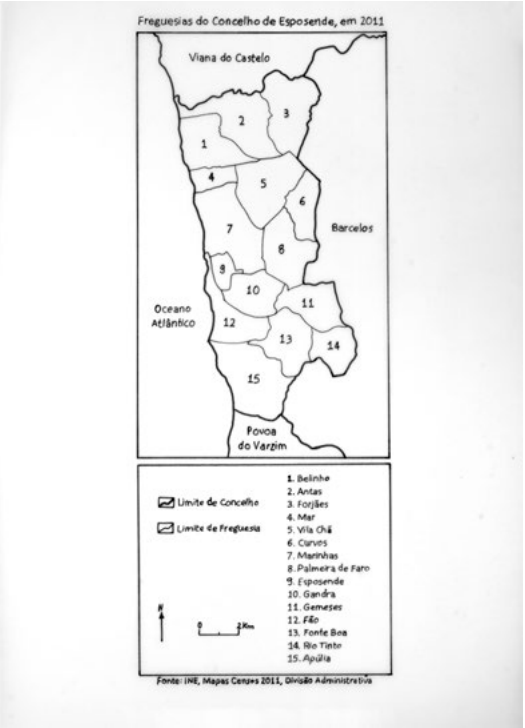 Freguesias do Concelho de Esposende, em 2011
Viana do Castelo
3
2
1
4
5
6
7
Barcelos
8
9
10
11
Oceano
Atlântico
12
13
14
15
Povoa
do Varzim
Limite de Concelho
Limite de Freguesia
N
0 2Km
1. Belinho
2. Antas
3. Forjães
4. Mar
5. Vila Chã
6. Curvos
7. Marinhas
8. Palmeira de Faro
9. Esposende
10. Gandra
11. Gemeses
12. Fão
13. Fonte Boa
14. Rio Tinto
15. Apúlia
Fonte: INE, Mapas Censos 2011, Divisão Administrativa